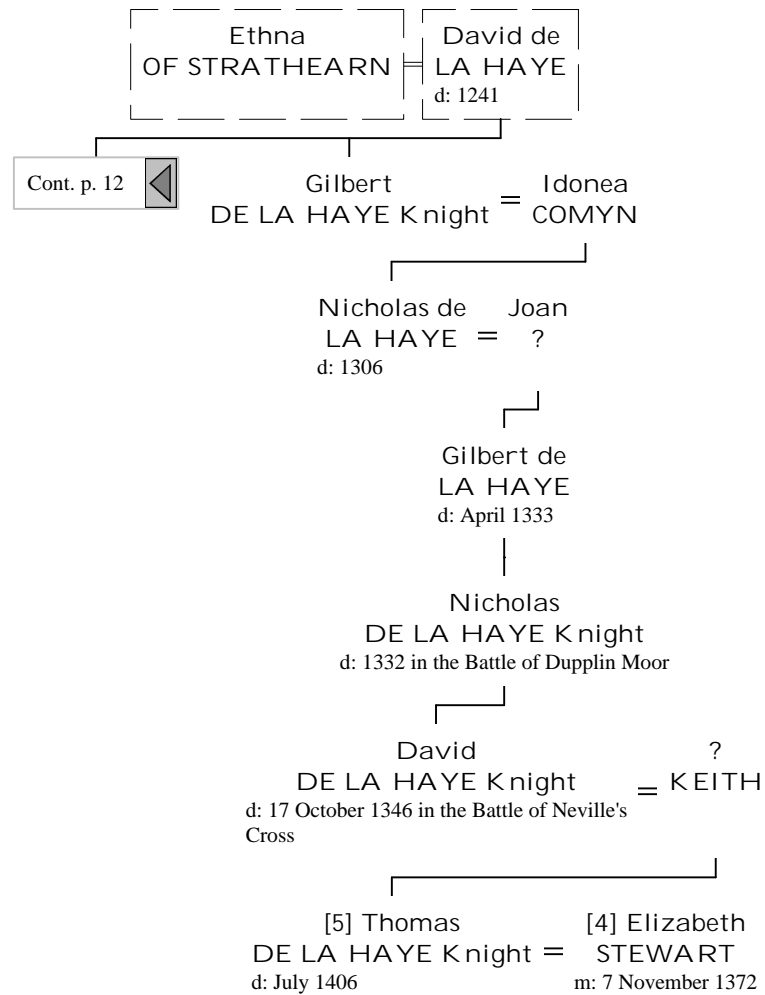 Ethna
OF STRATHEARN = David de
LA HAYE
d: 1241
Cont. p. 12
Gilbert
DE LA HAYE Knight = Idonea
COMYN
Nicholas de
LA HAYE = Joan
?
d: 1306
Gilbert de
LA HAYE
d: April 1333
Nicholas
DE LA HAYE Knight
d: 1332 in the Battle of Dupplin Moor
David
DE LA HAYE Knight = ?
KEITH
d: 17 October 1346 in the Battle of Neville's
Cross
[5] Thomas
DE LA HAYE Knight =
d: July 1406
[4] Elizabeth
STEWART
m: 7 November 1372